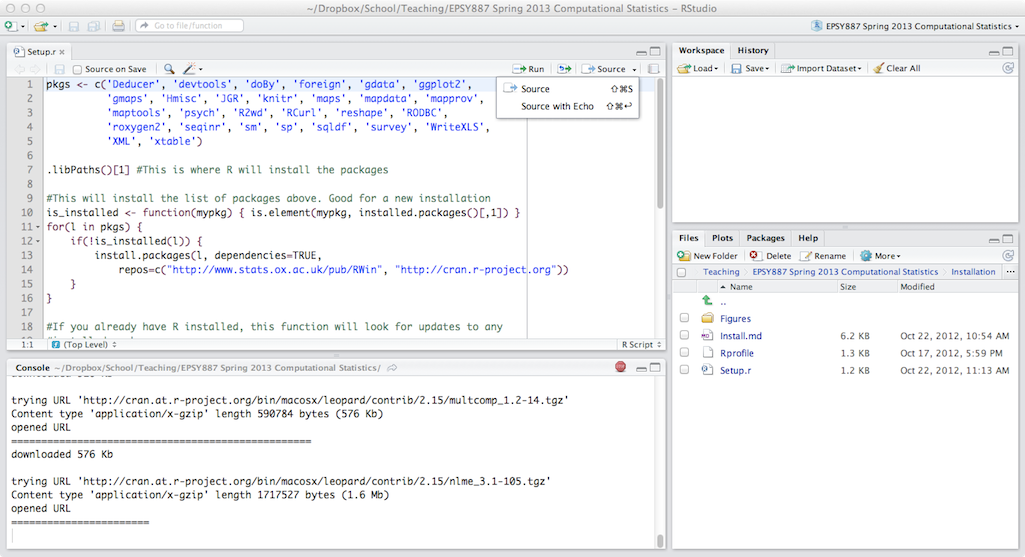 ~/Dropbox/School/Teaching/EPSY887 Spring 2013 Computational Statistics - RStudio
Go to file/function
EPSY887 Spring 2013 Computational Statistics
Setup.r
Source on Save
Run
Source
Source ⇧⌘S
Source with Echo ⇧⌘↩
1 pkgs <- c('Deducer', 'devtools', 'doBy', 'foreign', 'gdata', 'ggplot2',
2 'gmaps', 'Hmisc', 'JGR', 'knitr', 'maps', 'mapdata', 'mapprov',
3 'maptools', 'psych', 'R2wd', 'RCurl', 'reshape', 'RODBC',
4 'roxygen2', 'seqinr', 'sm', 'sp', 'sqldf', 'survey', 'WriteXLS',
5 'XML', 'xtable')
6
7 .libPaths()[1] #This is where R will install the packages
8
9 #This will install the list of packages above. Good for a new installation
10 is_installed <- function(mypkg) { is.element(mypkg, installed.packages()[,1]) }
11 for(l in pkgs) {
12 if(!is_installed(l)) {
13 install.packages(l, dependencies=TRUE,
14 repos=c("http://www.stats.ox.ac.uk/pub/RWin", "http://cran.r-project.org"))
15 }
16 }
17
18 #If you already have R installed, this function will look for updates to any
1:1 (Top Level) R Script
Console ~/Dropbox/School/Teaching/EPSY887 Spring 2013 Computational Statistics/
trying URL 'http://cran.at.r-project.org/bin/macosx/leopard/contrib/2.15/multcomp_1.2-14.tgz'
Content type 'application/x-gzip' length 590784 bytes (576 Kb)
opened URL
==================================================
downloaded 576 Kb
trying URL 'http://cran.at.r-project.org/bin/macosx/leopard/contrib/2.15/nlme_3.1-105.tgz'
Content type 'application/x-gzip' length 1717527 bytes (1.6 Mb)
opened URL
=======================
Workspace History
Load Save Import Dataset Clear All
Files Plots Packages Help
New Folder Delete Rename More
Teaching EPSY887 Spring 2013 Computational Statistics Installation ...
Name Size Modified
..
Figures
Install.md 6.2 KB Oct 22, 2012, 10:54 AM
Rprofile 1.3 KB Oct 17, 2012, 5:59 PM
Setup.r 1.2 KB Oct 22, 2012, 11:13 AM